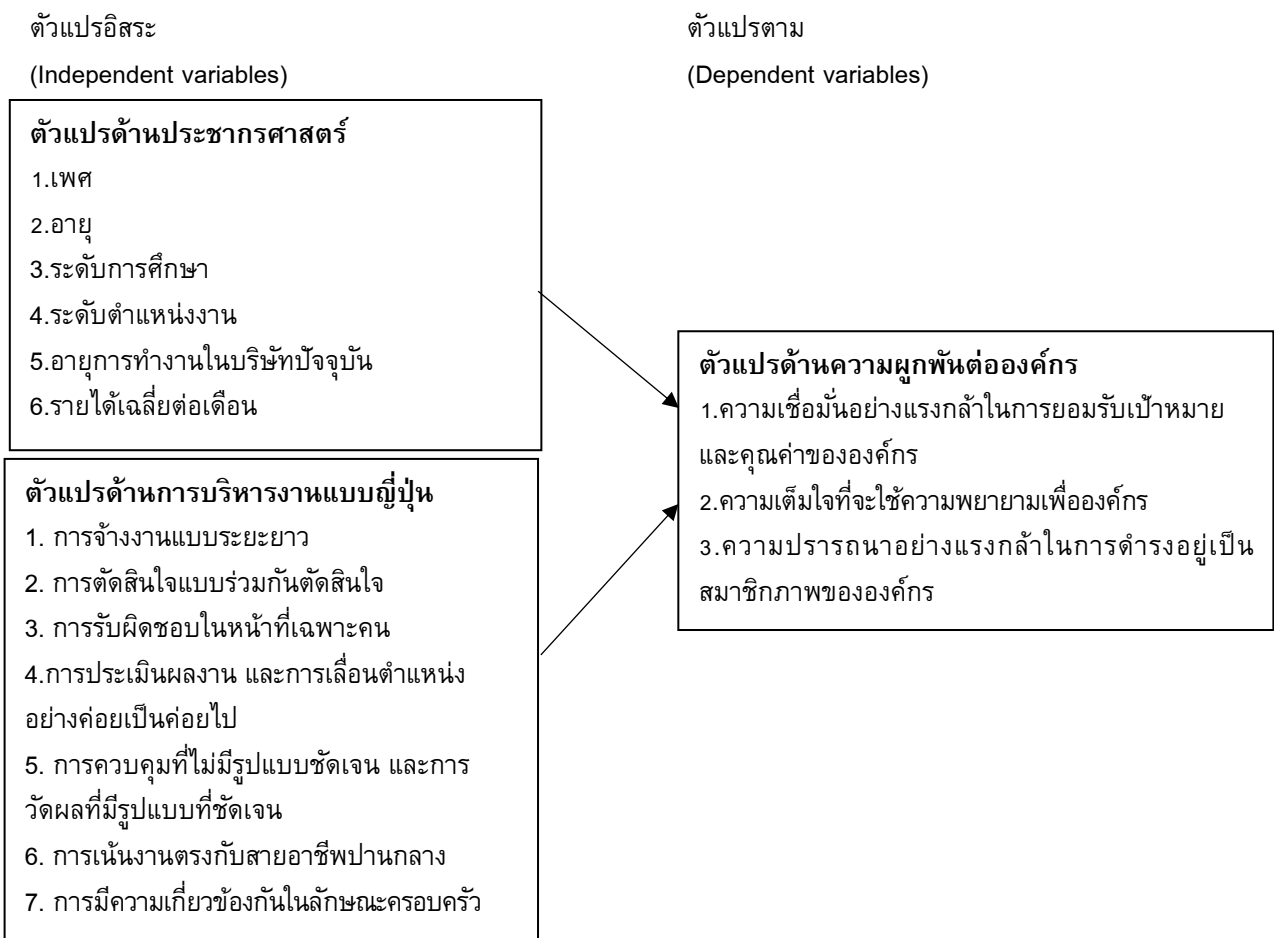 ตัวแปรอิสระ
(Independent variables)
ตัวแปรด้านประชากรศาสตร์
1.เพศ
2.อายุ
3.ระดับการศึกษา
4.ระดับตำแหน่งงาน
5.อายุการทำงานในบริษัทปัจจุบัน
6.รายได้เฉลี่ยต่อเดือน
ตัวแปรด้านการบริหารงานแบบญี่ปุ่น
1. การจ้างงานแบบระยะยาว
2. การตัดสินใจแบบร่วมกันตัดสินใจ
3. การรับผิดชอบในหน้าที่เฉพาะคน
4.การประเมินผลงาน และการเลื่อนตำแหน่ง
อย่างค่อยเป็นค่อยไป
5. การควบคุมที่ไม่มีรูปแบบชัดเจน และการ
วัดผลที่มีรูปแบบที่ชัดเจน
6. การเน้นงานตรงกับสายอาชีพปานกลาง
7. การมีความเกี่ยวข้องกันในลักษณะครอบครัว
ตัวแปรตาม
(Dependent variables)
ตัวแปรด้านความผูกพันต่อองค์กร
1.ความเชื่อมั่นอย่างแรงกล้าในการยอมรับเป้าหมาย
และคุณค่าขององค์กร
2.ความเต็มใจที่จะใช้ความพยายามเพื่อองค์กร
3.ความปรารถนาอย่างแรงกล้าในการดำรงอยู่เป็น
สมาชิกภาพขององค์กร